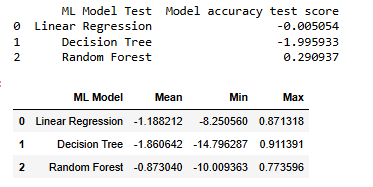 ML Model Test Model accuracy test score
0 Linear Regression -0.005054
1 Decision Tree -1.995933
2 Random Forest 0.290937
:
ML Model Mean Min Max
0 Linear Regression -1.188212 -8.250560 0.871318
1 Decision Tree -1.860642 -14.796287 0.911391
2 Random Forest -0.873040 -10.009363 0.773596